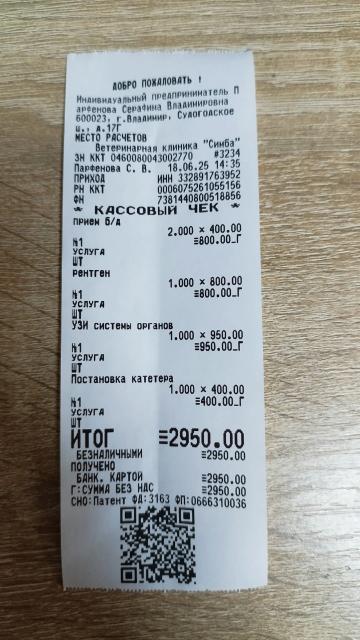 ДОБРО ПОЖАЛОВАТЬ !
Индивидуальный предприниматель П
арфенова Серафина Владимировна
600023, г.Владимир, Судогодское
ш., д.17Г
МЕСТО РАСЧЕТОВ
Ветеринарная клиника "Симба"
ЗН ККТ 0460080043002770 #3234
Парфенова С. В. 18.06.25 14:35
ПРИХОД ИНН 332891763952
РН ККТ 0006075261055156
ФН 7381440800518856
* КАССОВЫЙ ЧЕК *
прием б/д
2.000 × 400.00
№1 ≡800.00_Г
УСЛУГА
ШТ
рентген
1.000 × 800.00
№1 ≡800.00_Г
УСЛУГА
ШТ
УЗИ системы органов
1.000 × 950.00
№1 ≡950.00_Г
УСЛУГА
ШТ
Постановка катетера
1.000 × 400.00
№1 ≡400.00_Г
УСЛУГА
ШТ
ИТОГ ≡2950.00
БЕЗНАЛИЧНЫМИ ≡2950.00
ПОЛУЧЕНО
БАНК. КАРТОЙ ≡2950.00
Г:СУММА БЕЗ НДС ≡2950.00
СНО:Патент ФД:3163 ФП:0666310036